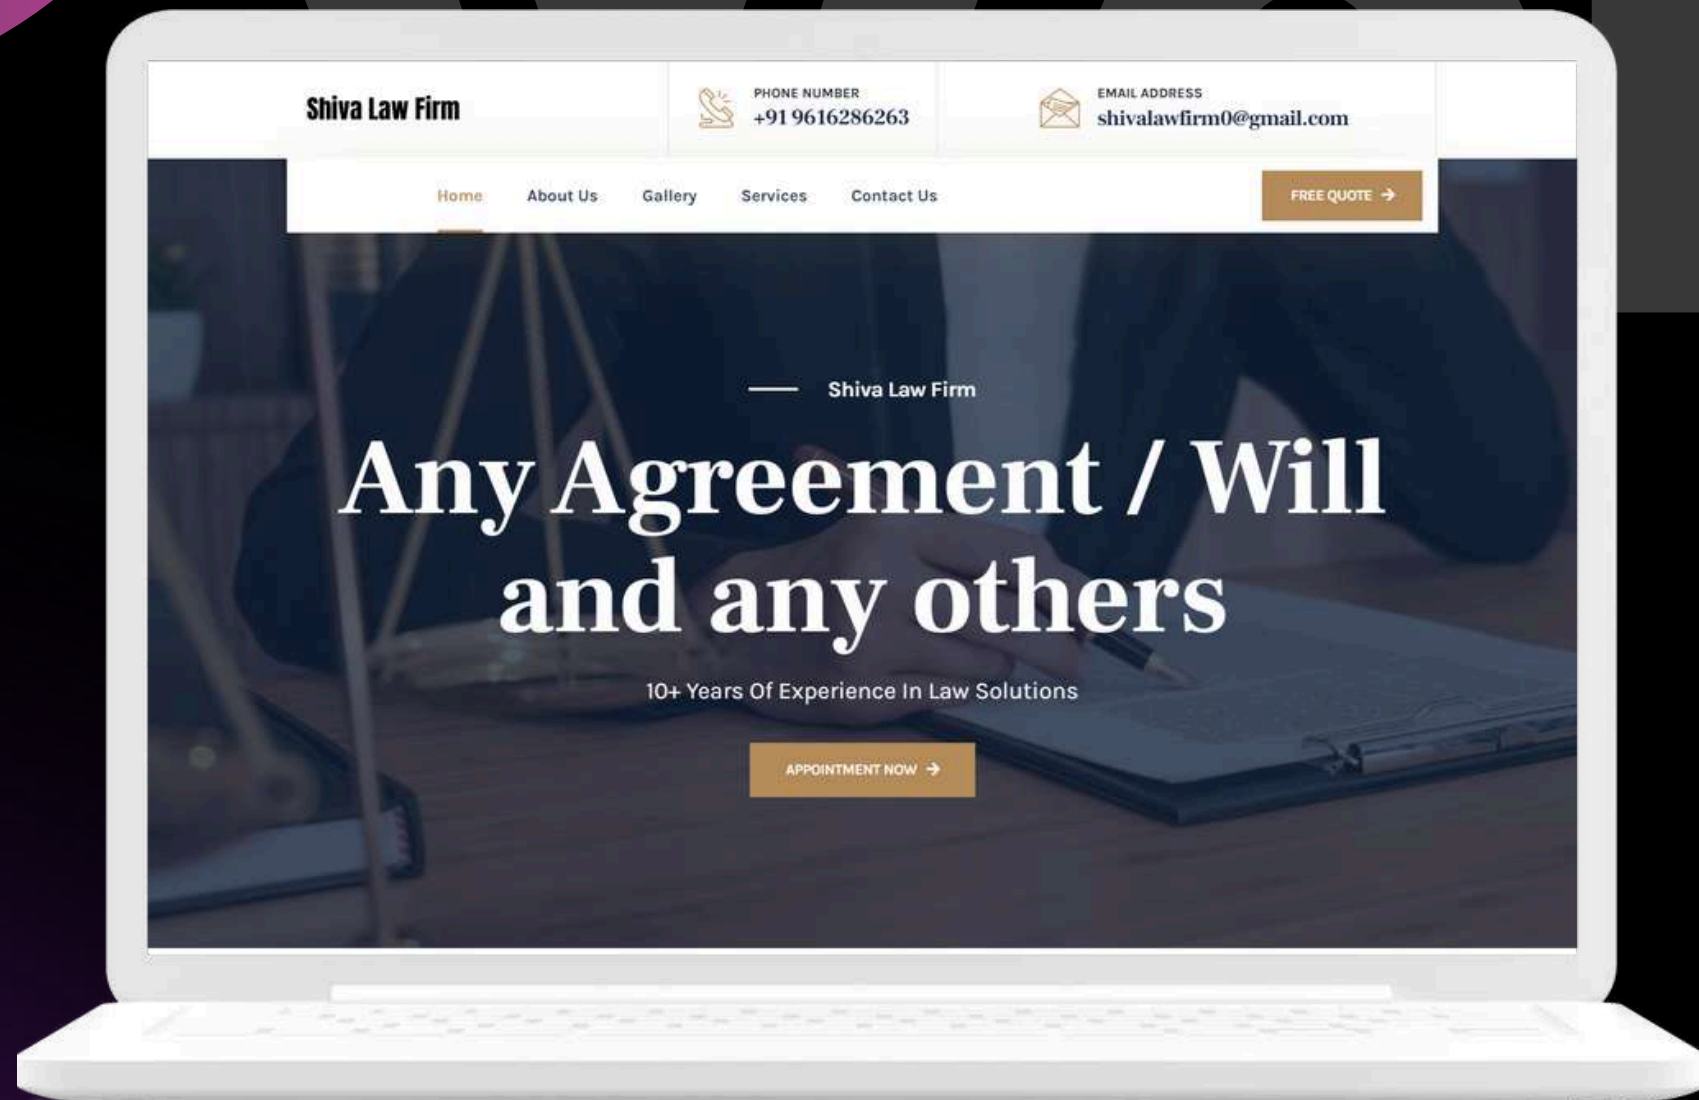 Shiva Law Firm
PHONE NUMBER
+91 9616286263
EMAIL ADDRESS
shivalawfirm0@gmail.com
Home About Us Gallery Services Contact Us
FREE QUOTE →
Shiva Law Firm
Any Agreement / Will
and any others
10+ Years Of Experience In Law Solutions
APPOINTMENT NOW →